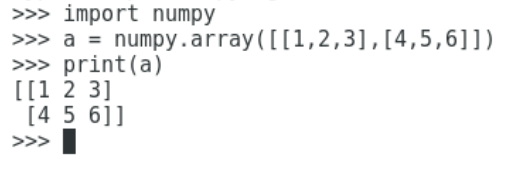 >>> import numpy
>>> a = numpy.array([[1,2,3],[4,5,6]])
>>> print(a)
[[1 2 3]
 [4 5 6]]
>>>